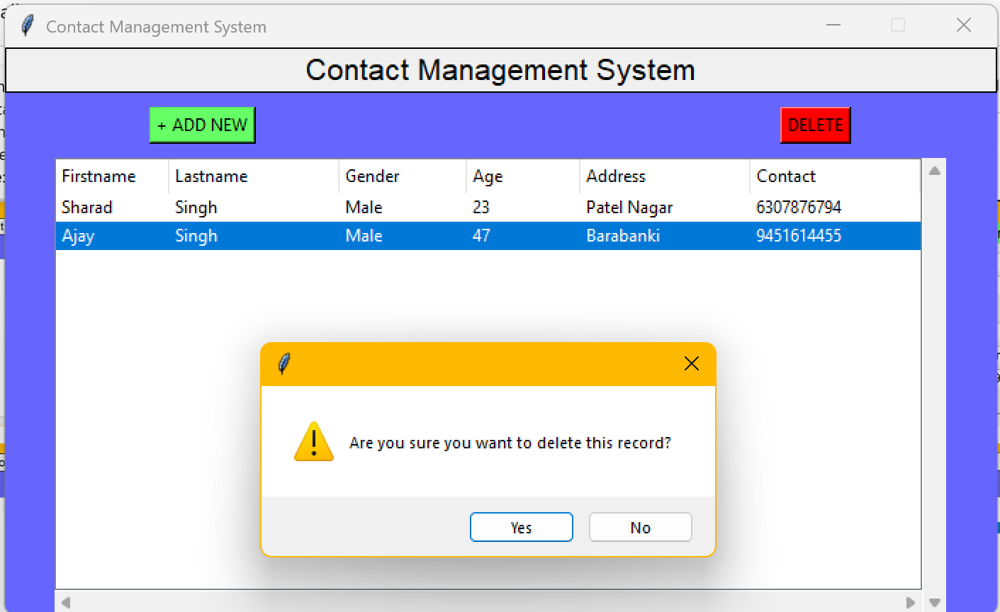 Contact Management System
Contact Management System
+ ADD NEW DELETE
Firstname Lastname Gender Age Address Contact
Sharad Singh Male 23 Patel Nagar 6307876794
Ajay Singh Male 47 Barabanki 9451614455
Are you sure you want to delete this record?
Yes No